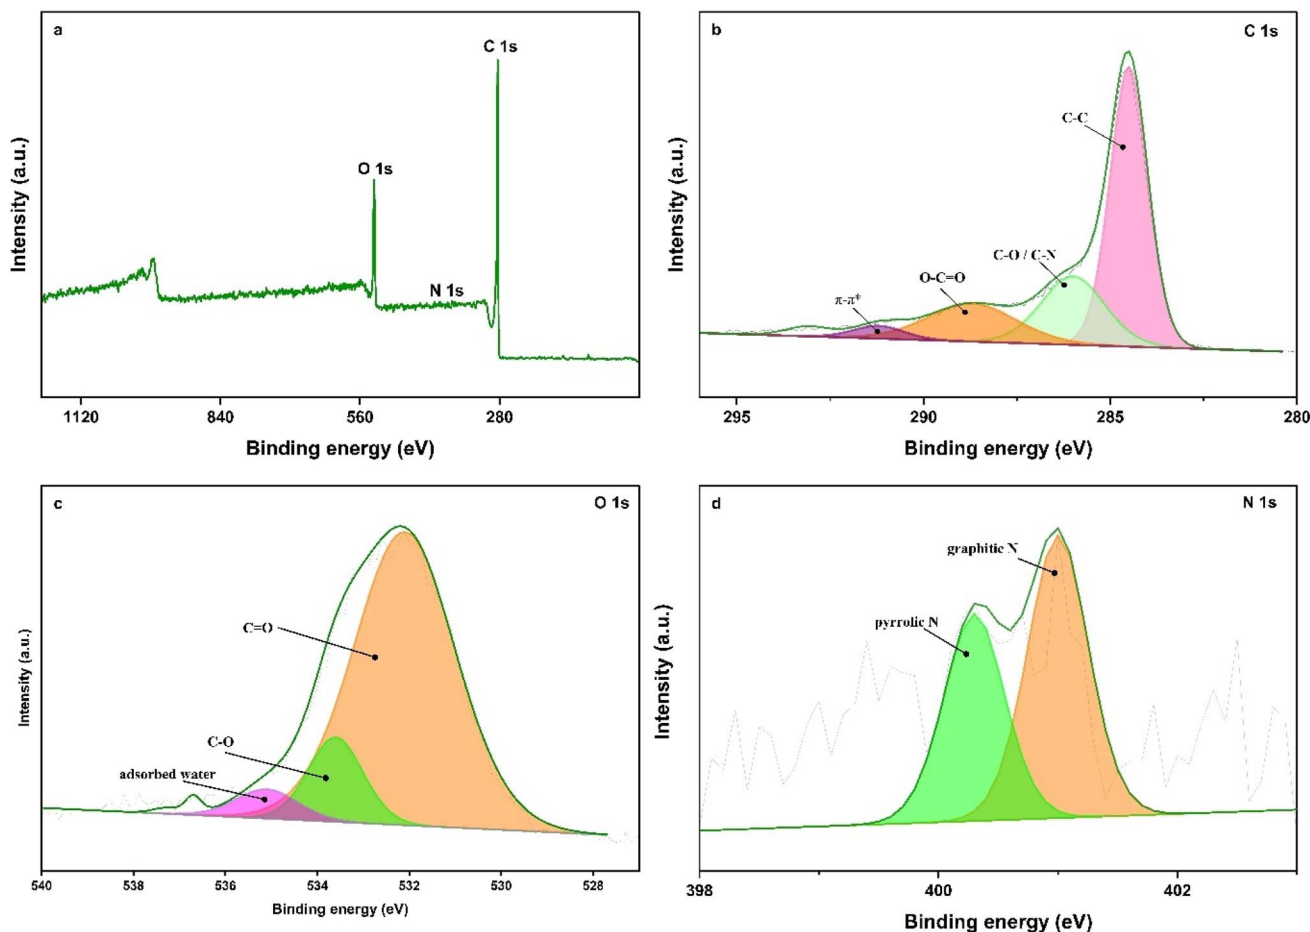 a
C 1s
O 1s
N 1s
Intensity (a.u.)
1120 840 560 280
Binding energy (eV)
b
C 1s
C-C
C-O / C-N
O-C=O
π-π*
Intensity (a.u.)
295 290 285 280
Binding energy (eV)
c
O 1s
C=O
C-O
adsorbed water
Intensity (a.u.)
540 538 536 534 532 530 528
Binding energy (eV)
d
N 1s
graphitic N
pyrrolic N
Intensity (a.u.)
398 400 402
Binding energy (eV)